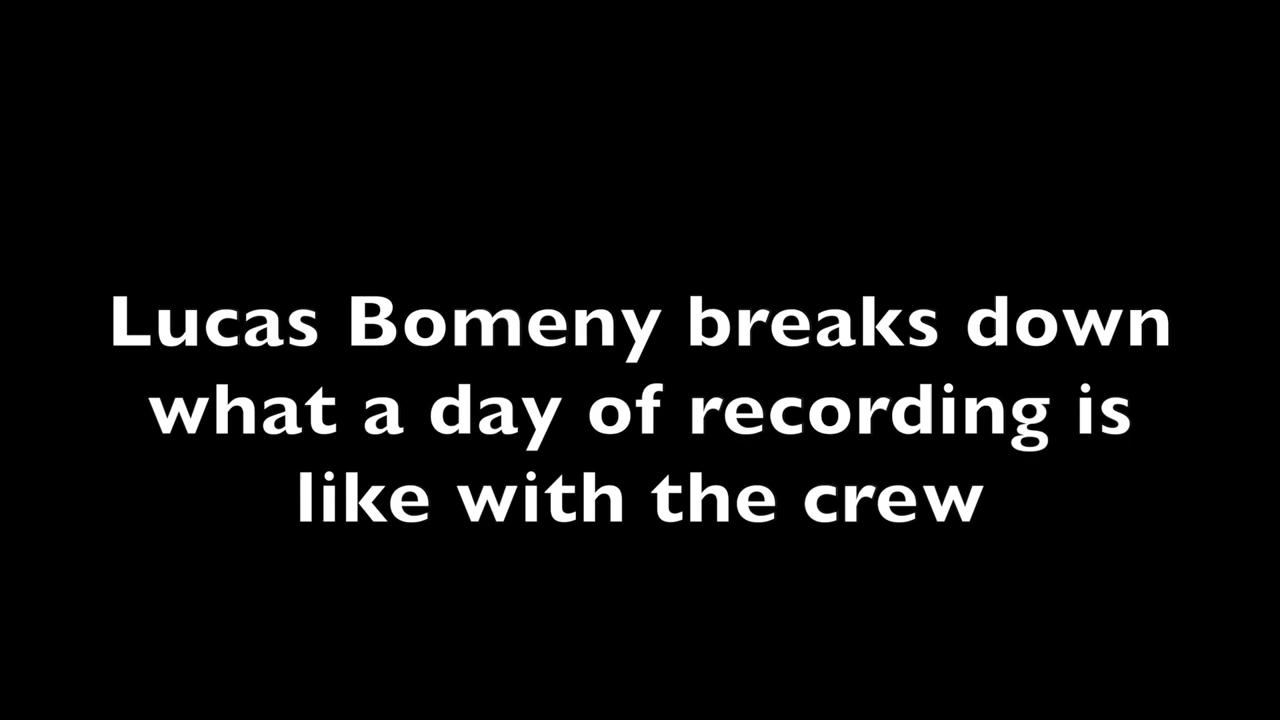 Lucas Bomeny breaks down
what a day of recording is
like with the crew